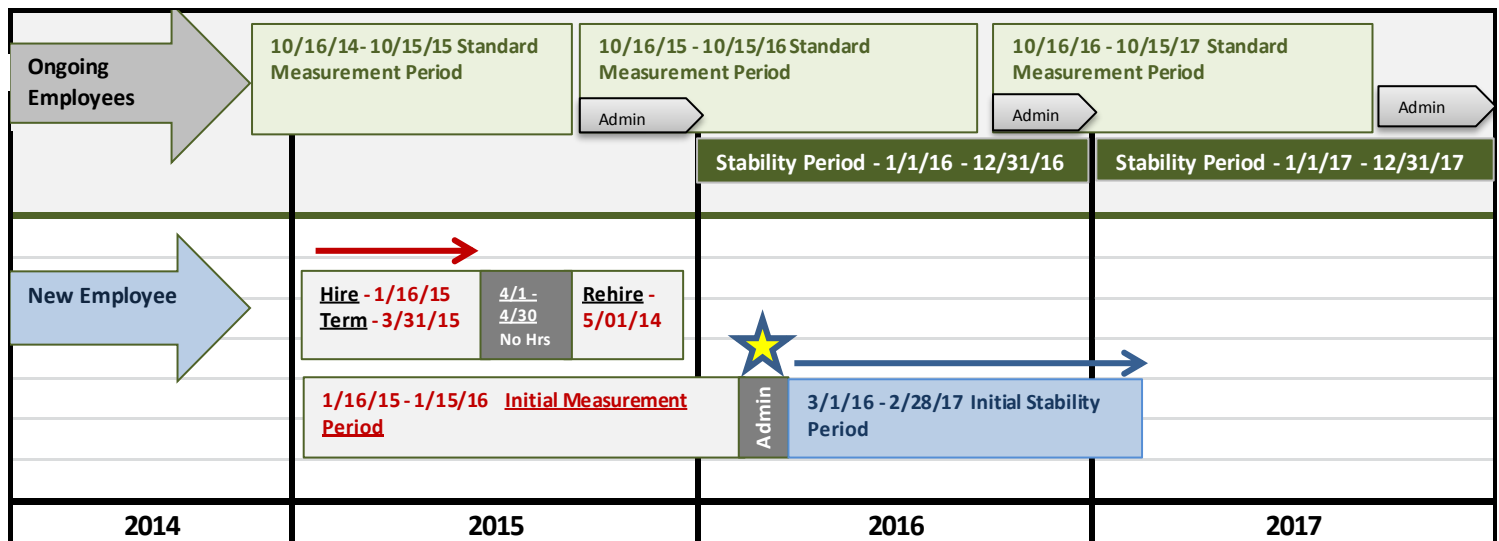 Ongoing
Employees
10/16/14- 10/15/15 Standard
Measurement Period
10/16/15 - 10/15/16 Standard
Measurement Period
Admin
10/16/16 - 10/15/17 Standard
Measurement Period
Admin
Admin
Stability Period - 1/1/16 - 12/31/16
Stability Period - 1/1/17 - 12/31/17
New Employee
Hire - 1/16/15
Term - 3/31/15
4/1 -
4/30
No Hrs
Rehire -
5/01/14
1/16/15 - 1/15/16 Initial Measurement
Period
Admin
3/1/16 - 2/28/17 Initial Stability
Period
2014
2015
2016
2017